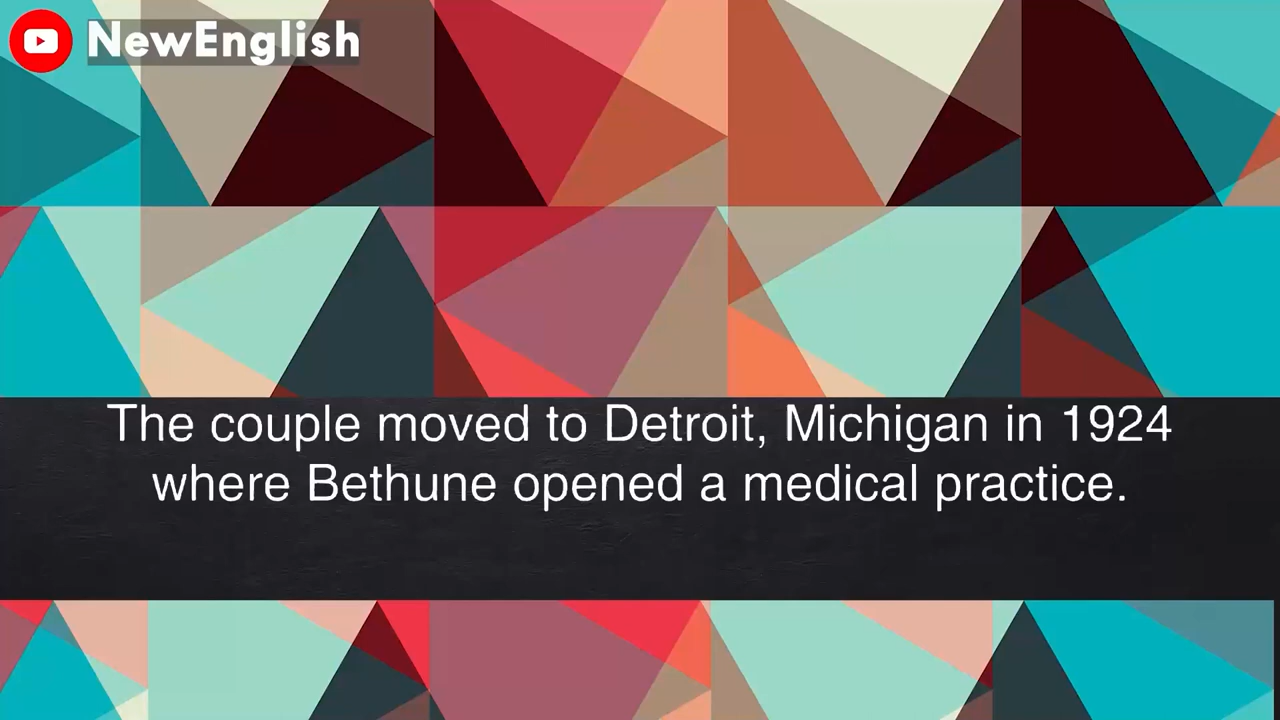 NewEnglish
The couple moved to Detroit, Michigan in 1924
where Bethune opened a medical practice.